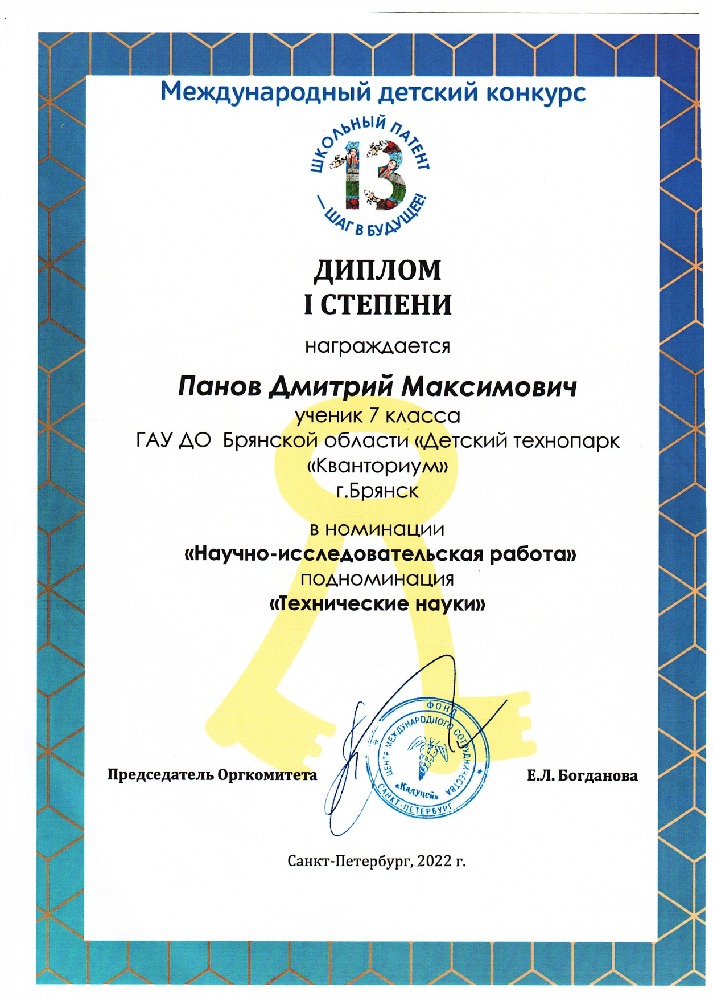 Международный детский конкурс
ШКОЛЬНЫЙ ПАТЕНТ
13
— ШАГ В БУДУЩЕЕ!
ДИПЛОМ
I СТЕПЕНИ
награждается
Панов Дмитрий Максимович
ученик 7 класса
ГАУ ДО  Брянской области «Детский технопарк
«Кванториум»
г.Брянск
в номинации
«Научно-исследовательская работа»
подноминация
«Технические науки»
ФОНД
ЦЕНТР МЕЖДУНАРОДНОГО СОТРУДНИЧЕСТВА
«Кадуцей»
САНКТ-ПЕТЕРБУРГ
Председатель Оргкомитета
Е.Л. Богданова
Санкт-Петербург, 2022 г.